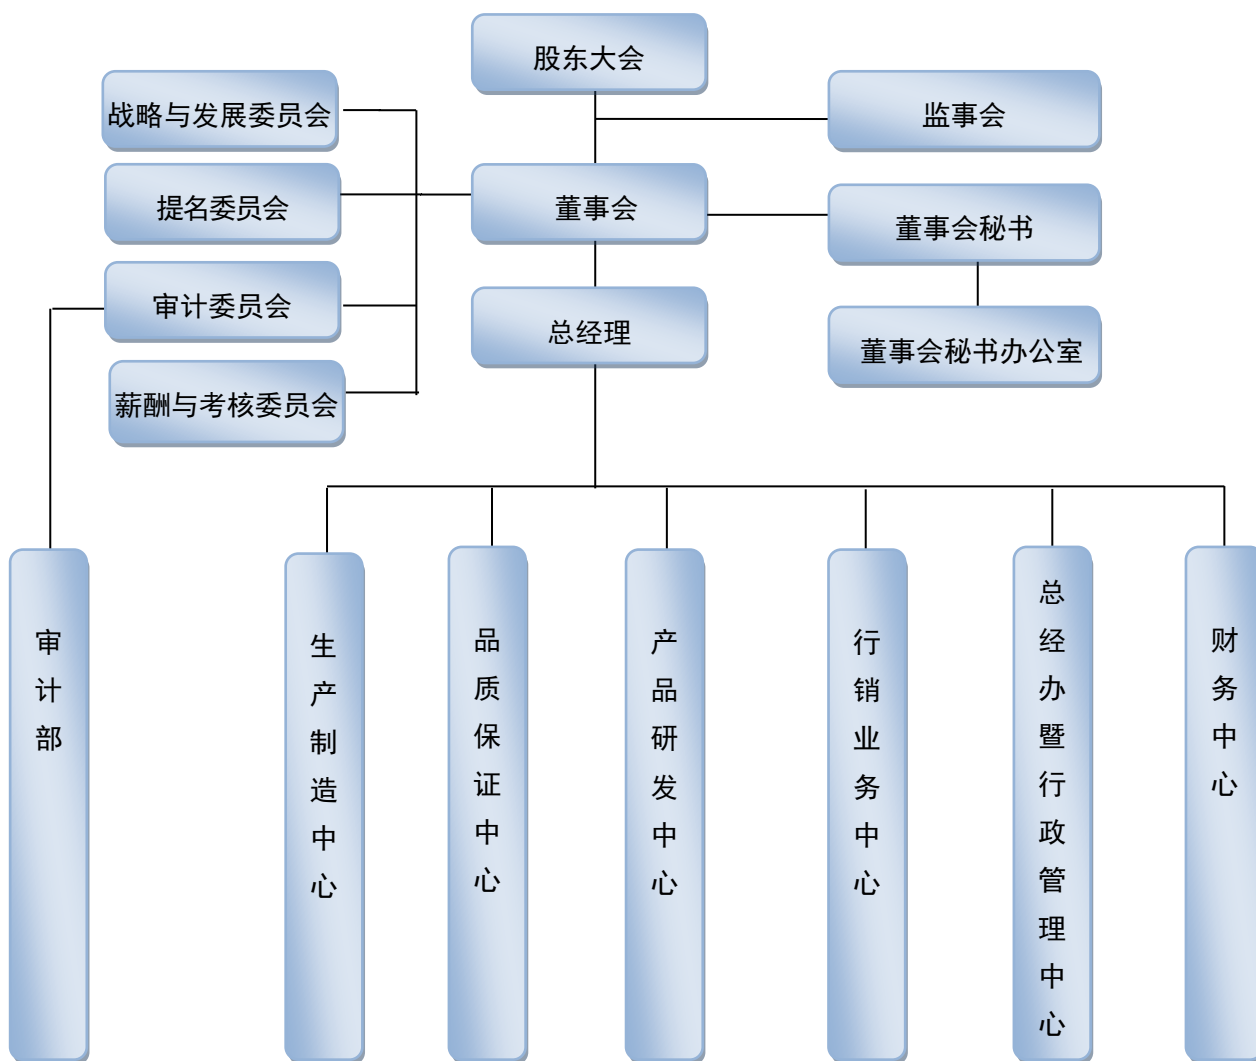 股东大会
战略与发展委员会
监事会
提名委员会
董事会
董事会秘书
审计委员会
总经理
董事会秘书办公室
薪酬与考核委员会
审计部
生产制造中心
品质保证中心
产品研发中心
行销业务中心
总经办暨行政管理中心
财务中心